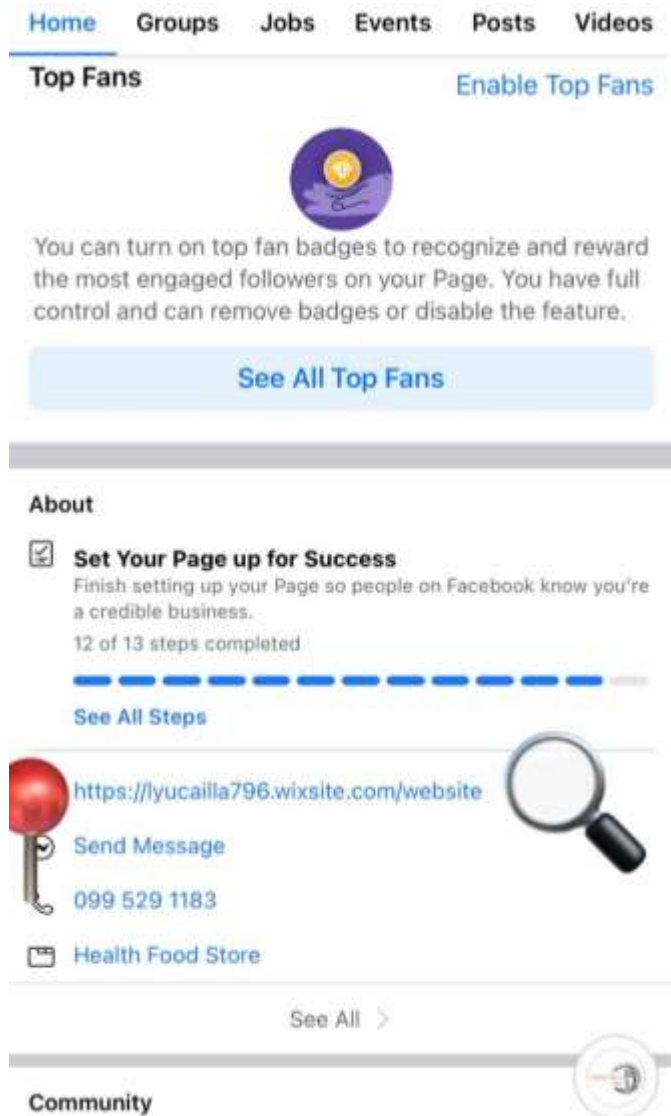 Home Groups Jobs Events Posts Videos
Top Fans
Enable Top Fans
You can turn on top fan badges to recognize and reward
the most engaged followers on your Page. You have full
control and can remove badges or disable the feature.
See All Top Fans
About
Set Your Page up for Success
Finish setting up your Page so people on Facebook know you're
a credible business.
12 of 13 steps completed
See All Steps
https://lyucailla796.wixsite.com/website
Send Message
099 529 1183
Health Food Store
See All
Community